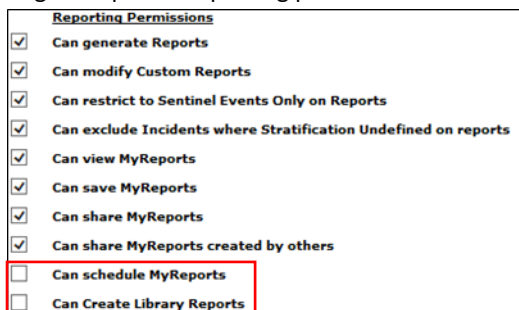 Reporting Permissions
Can generate Reports
Can modify Custom Reports
Can restrict to Sentinel Events Only on Reports
Can exclude Incidents where Stratification Undefined on reports
Can view MyReports
Can save MyReports
Can share MyReports
Can share MyReports created by others
Can schedule MyReports
Can Create Library Reports